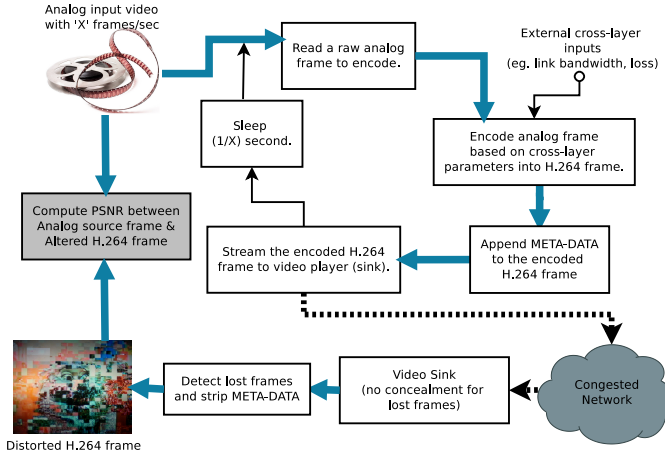 Analog input video
with 'X' frames/sec
Read a raw analog
frame to encode.
External cross-layer
inputs
(eg. link bandwidth, loss)
Sleep
(1/X) second.
Encode analog frame
based on cross-layer
parameters into H.264 frame.
Compute PSNR between
Analog source frame &
Altered H.264 frame
Stream the encoded H.264
frame to video player (sink).
Append META-DATA
to the encoded
H.264 frame
Detect lost frames
and strip META-DATA
Video Sink
(no concealment for
lost frames)
Congested
Network
Distorted H.264 frame